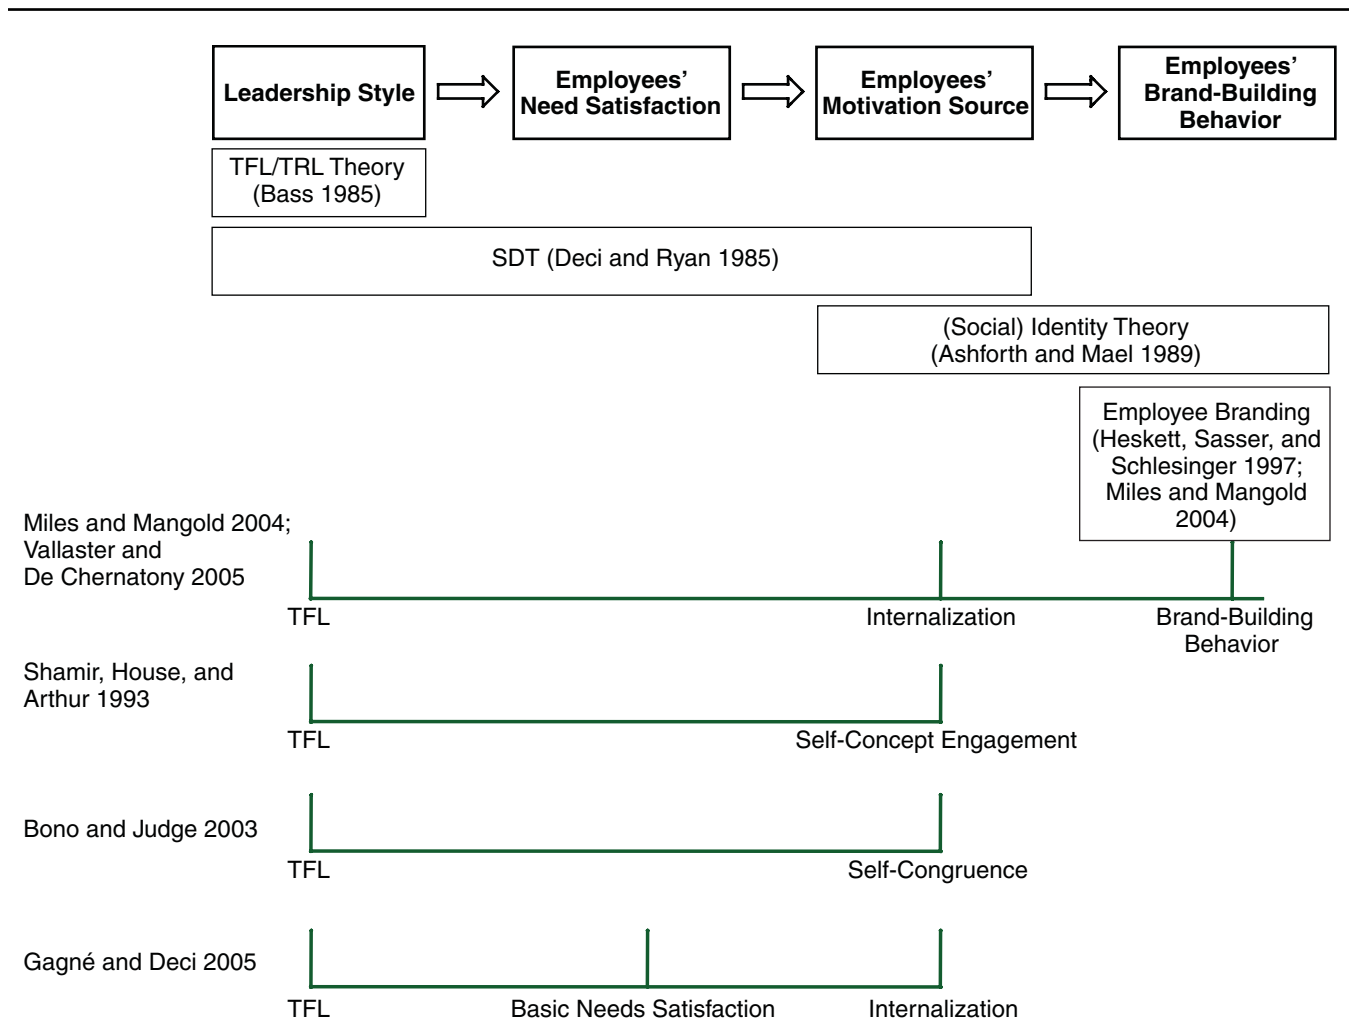 Leadership Style
Employees'
Need Satisfaction
Employees'
Motivation Source
Employees'
Brand-Building
Behavior
TFL/TRL Theory
(Bass 1985)
SDT (Deci and Ryan 1985)
(Social) Identity Theory
(Ashforth and Mael 1989)
Employee Branding
(Heskett, Sasser, and
Schlesinger 1997;
Miles and Mangold
2004)
Miles and Mangold 2004;
Vallaster and
De Chernatony 2005
TFL
Internalization
Brand-Building
Behavior
Shamir, House, and
Arthur 1993
TFL
Self-Concept Engagement
Bono and Judge 2003
TFL
Self-Congruence
Gagné and Deci 2005
TFL
Basic Needs Satisfaction
Internalization